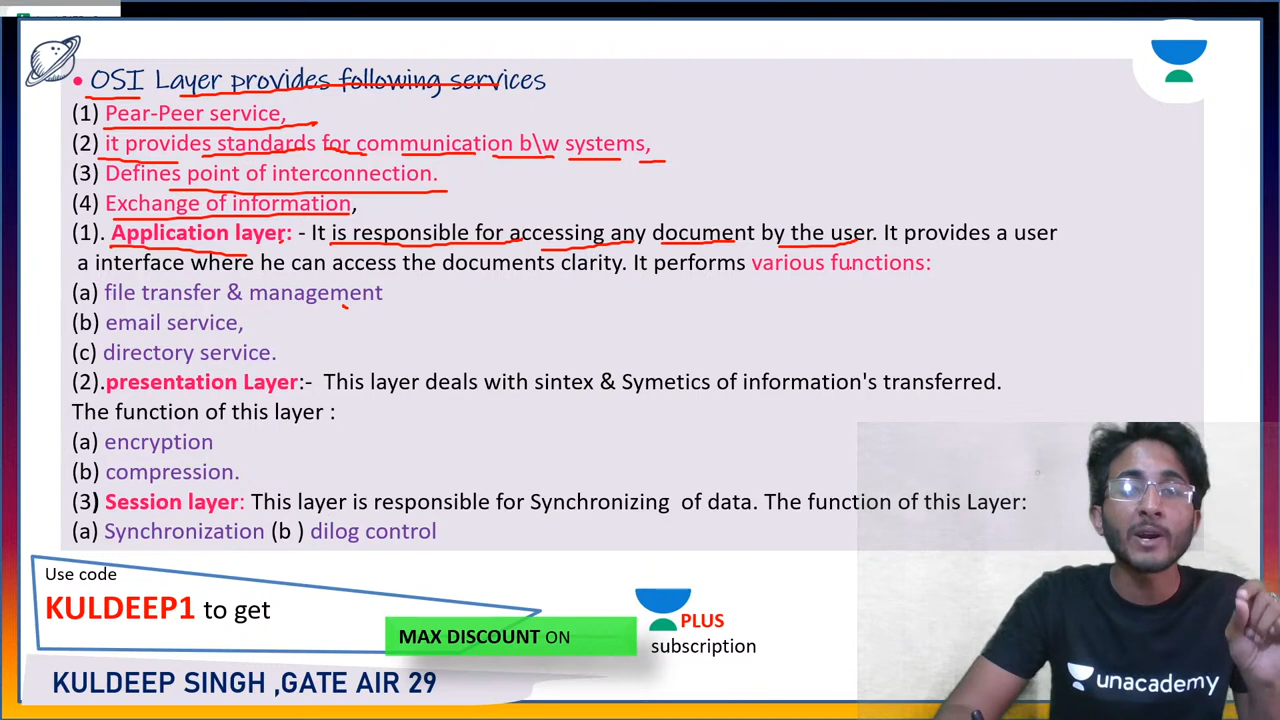 • OSI Layer provides following services
(1) Pear-Peer service,
(2) it provides standards for communication b\w systems,
(3) Defines point of interconnection.
(4) Exchange of information,
(1). Application layer: - It is responsible for accessing any document by the user. It provides a user
a interface where he can access the documents clarity. It performs various functions:
(a) file transfer & management
(b) email service,
(c) directory service.
(2).presentation Layer:- This layer deals with sintex & Symetics of information's transferred.
The function of this layer :
(a) encryption
(b) compression.
(3) Session layer: This layer is responsible for Synchronizing of data. The function of this Layer:
(a) Synchronization (b ) dilog control
Use code
KULDEEP1 to get
MAX DISCOUNT ON
PLUS
subscription
KULDEEP SINGH ,GATE AIR 29
unacademy